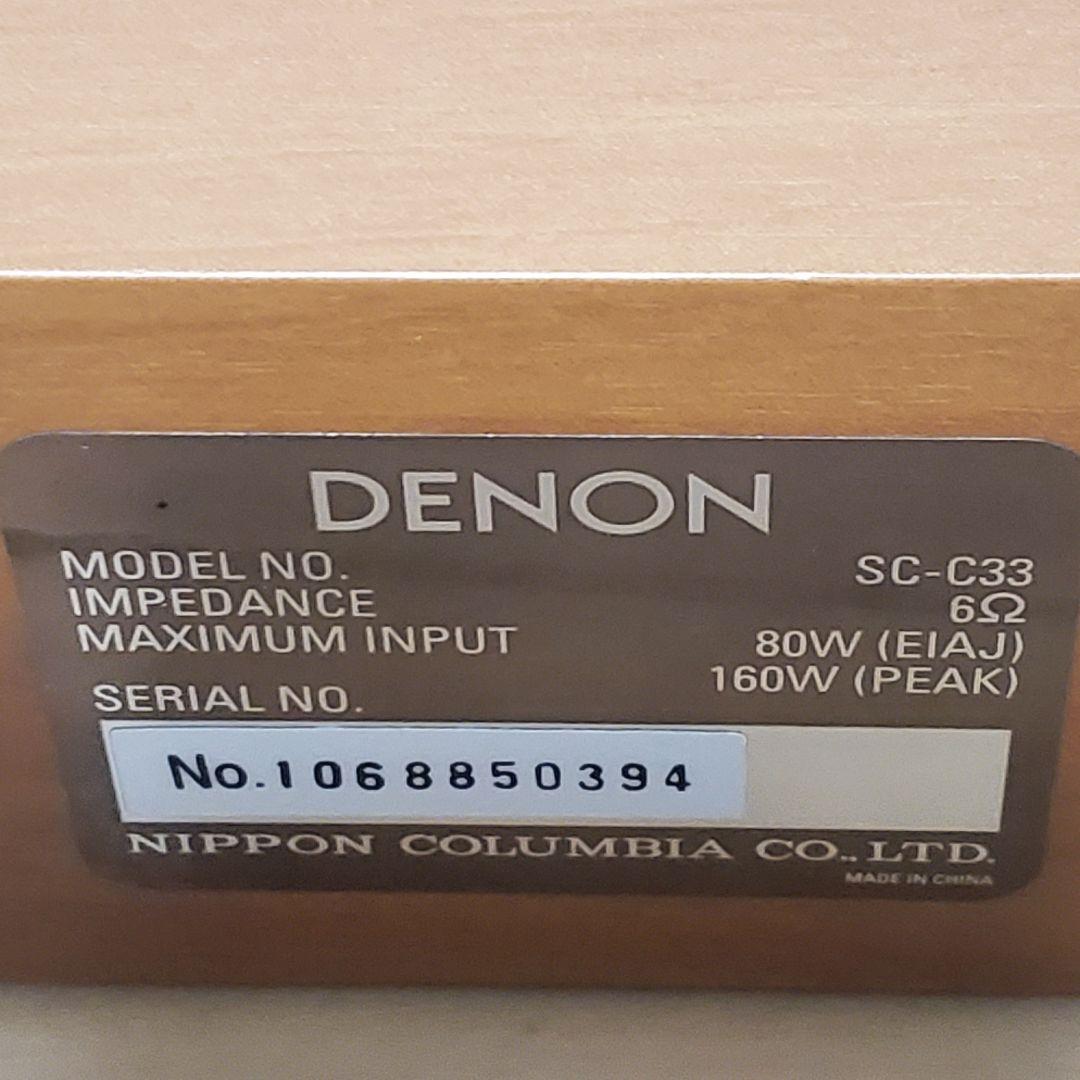 DENON
MODEL NO. SC-C33
IMPEDANCE 6Ω
MAXIMUM INPUT 80W (EIAJ)
160W (PEAK)
SERIAL NO.
No.1068850394
NIPPON COLUMBIA CO., LTD.
MADE IN CHINA